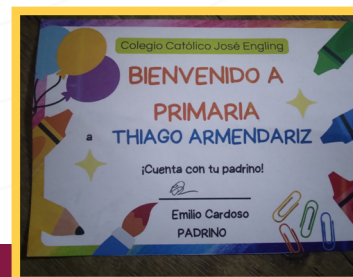 Colegio Católico José Engling
BIENVENIDO A
PRIMARIA
a THIAGO ARMENDARIZ
¡Cuenta con tu padrino!
Emilio Cardoso
PADRINO